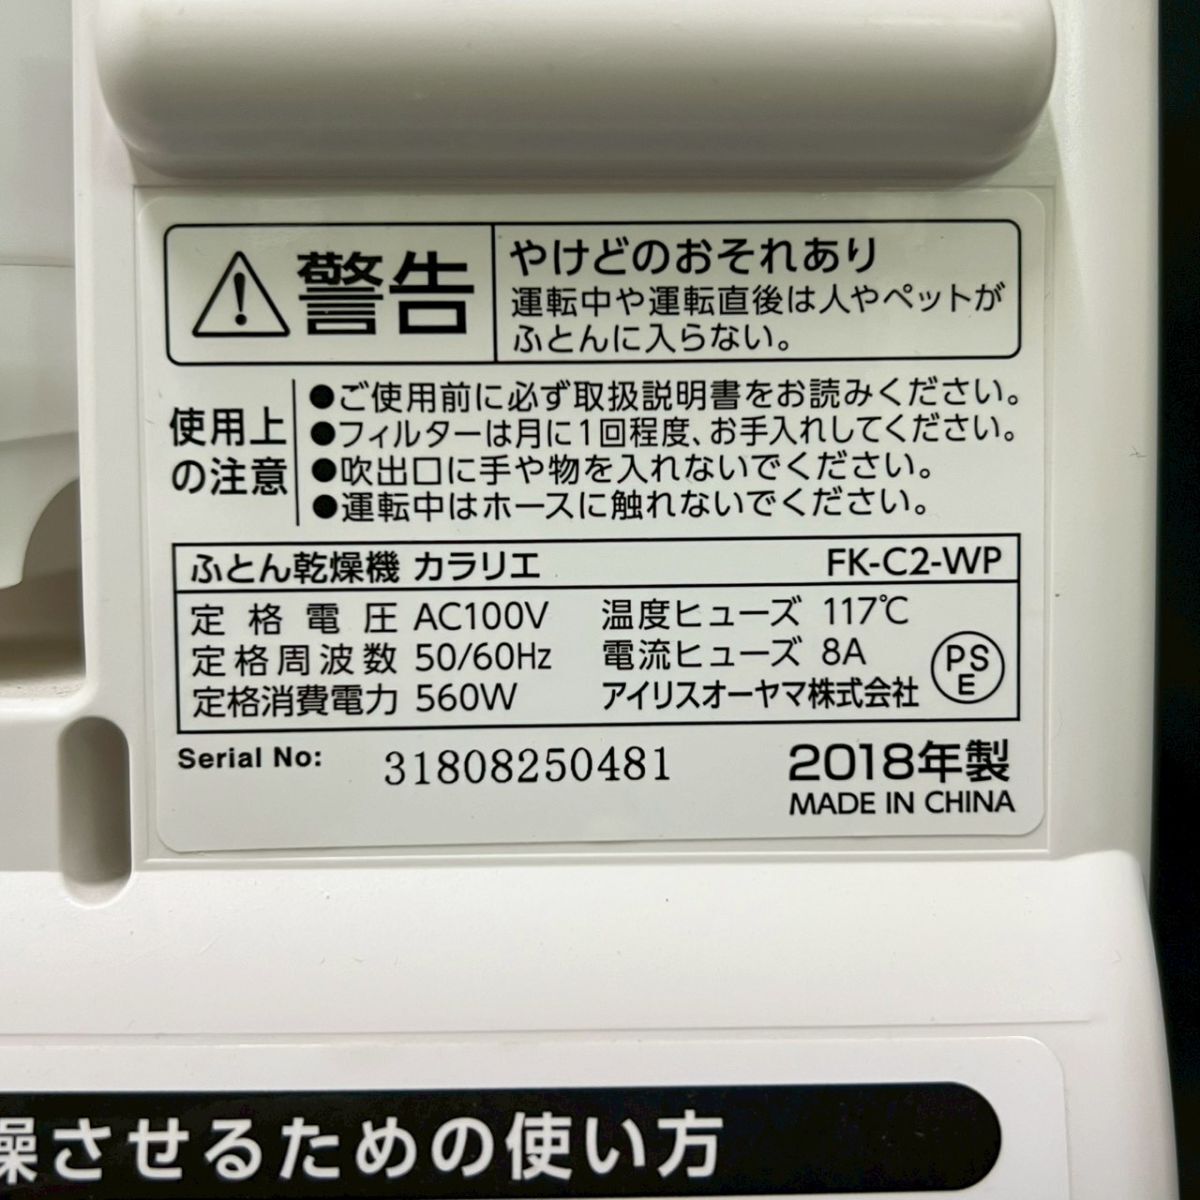 警告
やけどのおそれあり
運転中や運転直後は人やペットが
ふとんに入らない。
使用上
の注意
●ご使用前に必ず取扱説明書をお読みください。
●フィルターは月に1回程度、お手入れしてください。
●吹出口に手や物を入れないでください。
●運転中はホースに触れないでください。
ふとん乾燥機 カラリエ FK-C2-WP
定格電圧 AC100V 温度ヒューズ 117℃
定格周波数 50/60Hz 電流ヒューズ 8A
定格消費電力 560W アイリスオーヤマ株式会社
PS
E
Serial No: 31808250481
2018年製
MADE IN CHINA
燥させるための使い方